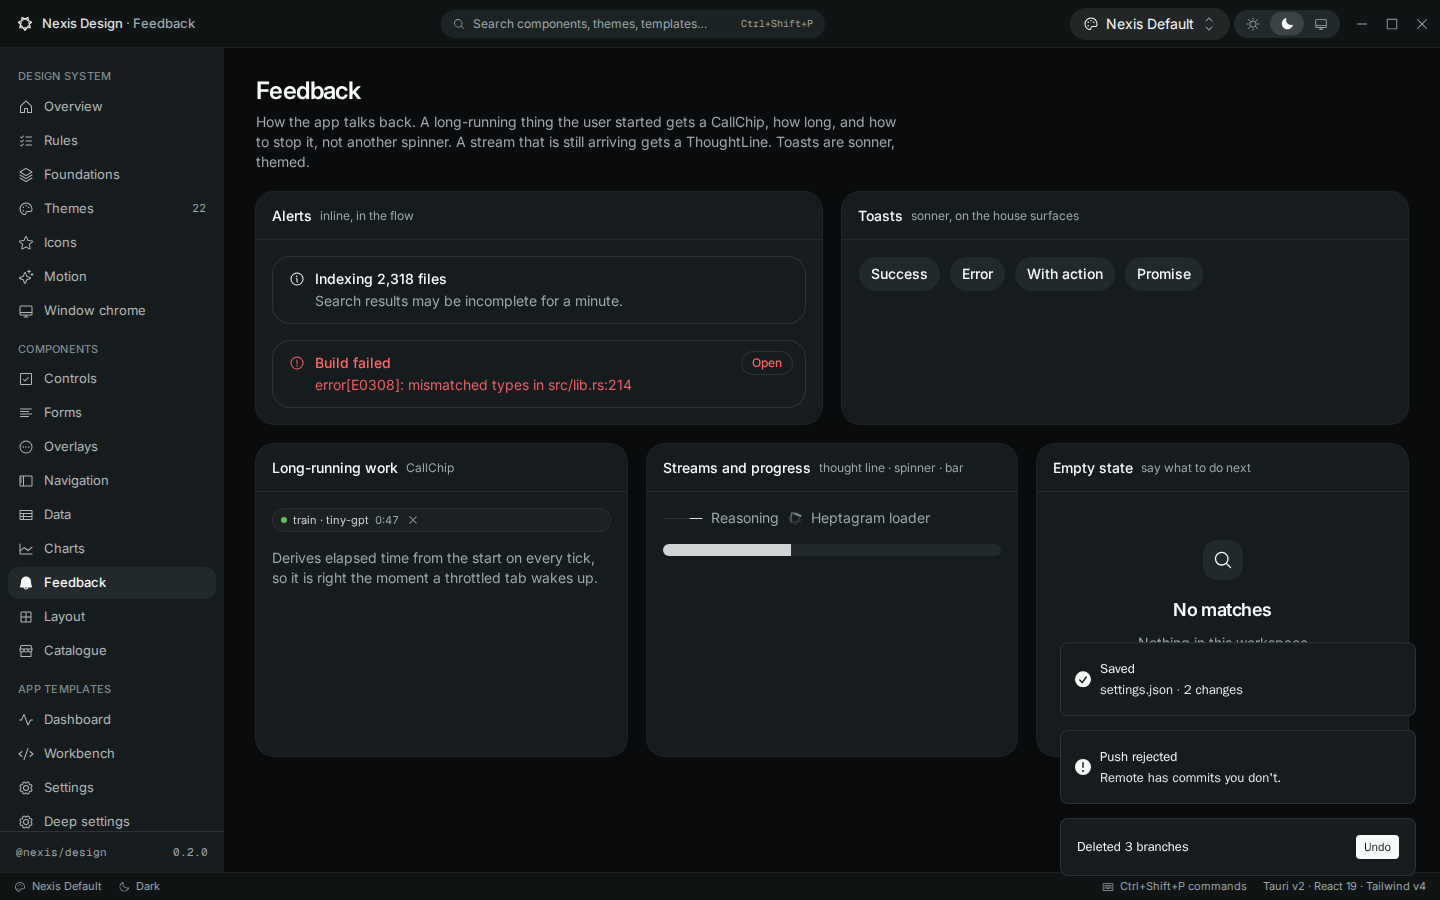 Nexis Design · Feedback
Search components, themes, templates... Ctrl+Shift+P
Nexis Default
DESIGN SYSTEM
Overview
Rules
Foundations
Themes 22
Icons
Motion
Window chrome
COMPONENTS
Controls
Forms
Overlays
Navigation
Data
Charts
Feedback
Layout
Catalogue
APP TEMPLATES
Dashboard
Workbench
Settings
Deep settings
@nexis/design 0.2.0
Feedback
How the app talks back. A long-running thing the user started gets a CallChip, how long, and how
to stop it, not another spinner. A stream that is still arriving gets a ThoughtLine. Toasts are sonner,
themed.
Alerts inline, in the flow
Indexing 2,318 files
Search results may be incomplete for a minute.
Build failed
Open
error[E0308]: mismatched types in src/lib.rs:214
Toasts sonner, on the house surfaces
Success Error With action Promise
Long-running work CallChip
train · tiny-gpt 0:47
Derives elapsed time from the start on every tick,
so it is right the moment a throttled tab wakes up.
Streams and progress thought line · spinner · bar
Reasoning Heptagram loader
Empty state say what to do next
No matches
Nothing in this workspace
Saved
settings.json · 2 changes
Push rejected
Remote has commits you don't.
Deleted 3 branches Undo
Nexis Default Dark
Ctrl+Shift+P commands Tauri v2 · React 19 · Tailwind v4